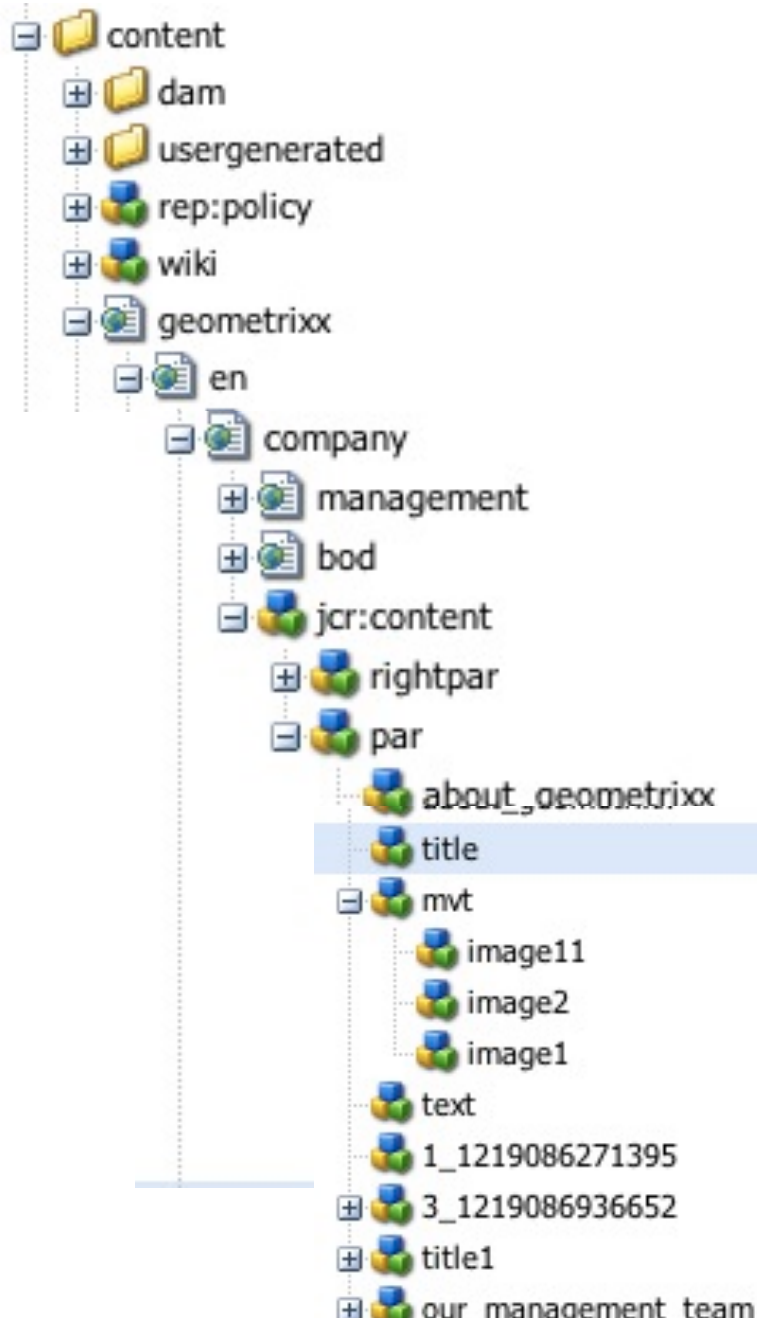 content
dam
usergenerated
rep:policy
wiki
geometrixx
en
company
management
bod
jcr:content
rightpar
par
about_geometrixx
title
mvt
image11
image2
image1
text
1_1219086271395
3_1219086936652
title1
our_management_team